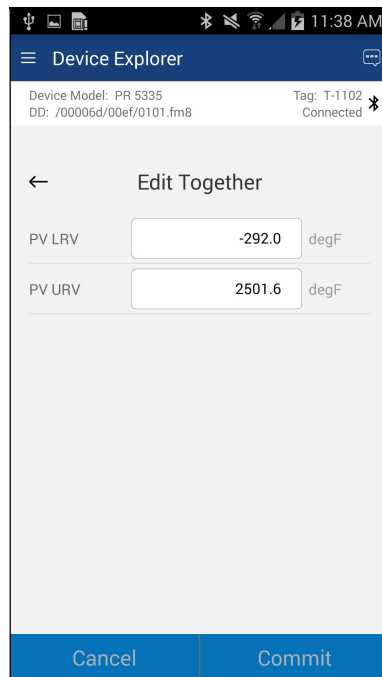 11:38 AM
Device Explorer
Device Model: PR 5335
Tag: T-1102
DD: /00006d/00ef/0101.fm8
Connected
Edit Together
PV LRV -292.0 degF
PV URV 2501.6 degF
Cancel Commit